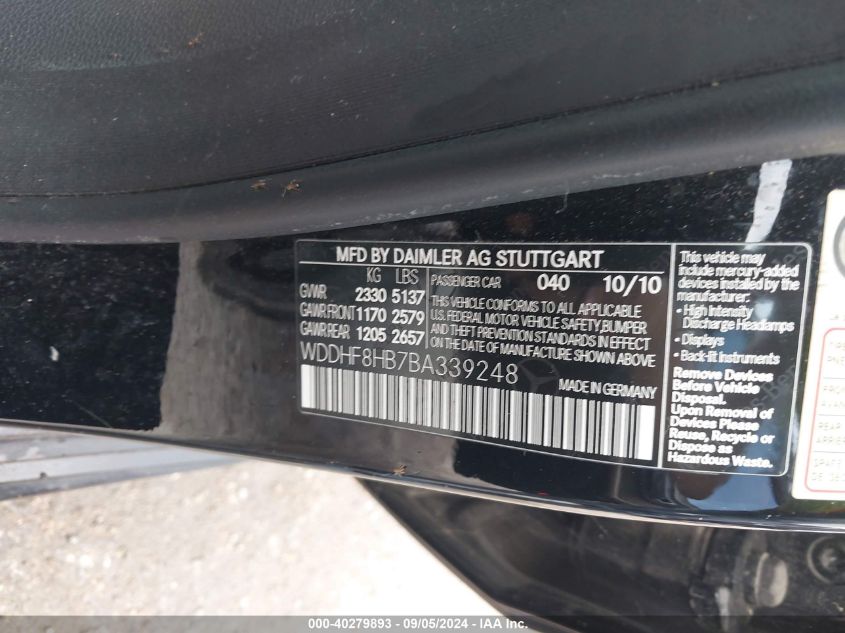 MFD BY DAIMLER AG STUTTGART
KG LBS
GVWR 2330 5137
GAWR FRONT 1170 2579
GAWR REAR 1205 2657
PASSENGER CAR 040 10/10
THIS VEHICLE CONFORMS TO ALL APPLICABLE
U.S. FEDERAL MOTOR VEHICLE SAFETY, BUMPER
AND THEFT PREVENTION STANDARDS IN EFFECT
ON THE DATE OF MANUFACTURE SHOWN ABOVE
WDDHF8HB7BA339248
MADE IN GERMANY
This vehicle may
include mercury-added
devices installed by the
manufacturer:
• High Intensity
Discharge Headlamps
• Displays
• Back-lit instruments
Remove Devices
Before Vehicle
Disposal.
Upon Removal of
Devices Please
Reuse, Recycle or
Dispose as
Hazardous Waste.
000-40279893 - 09/05/2024 - IAAI, Inc.